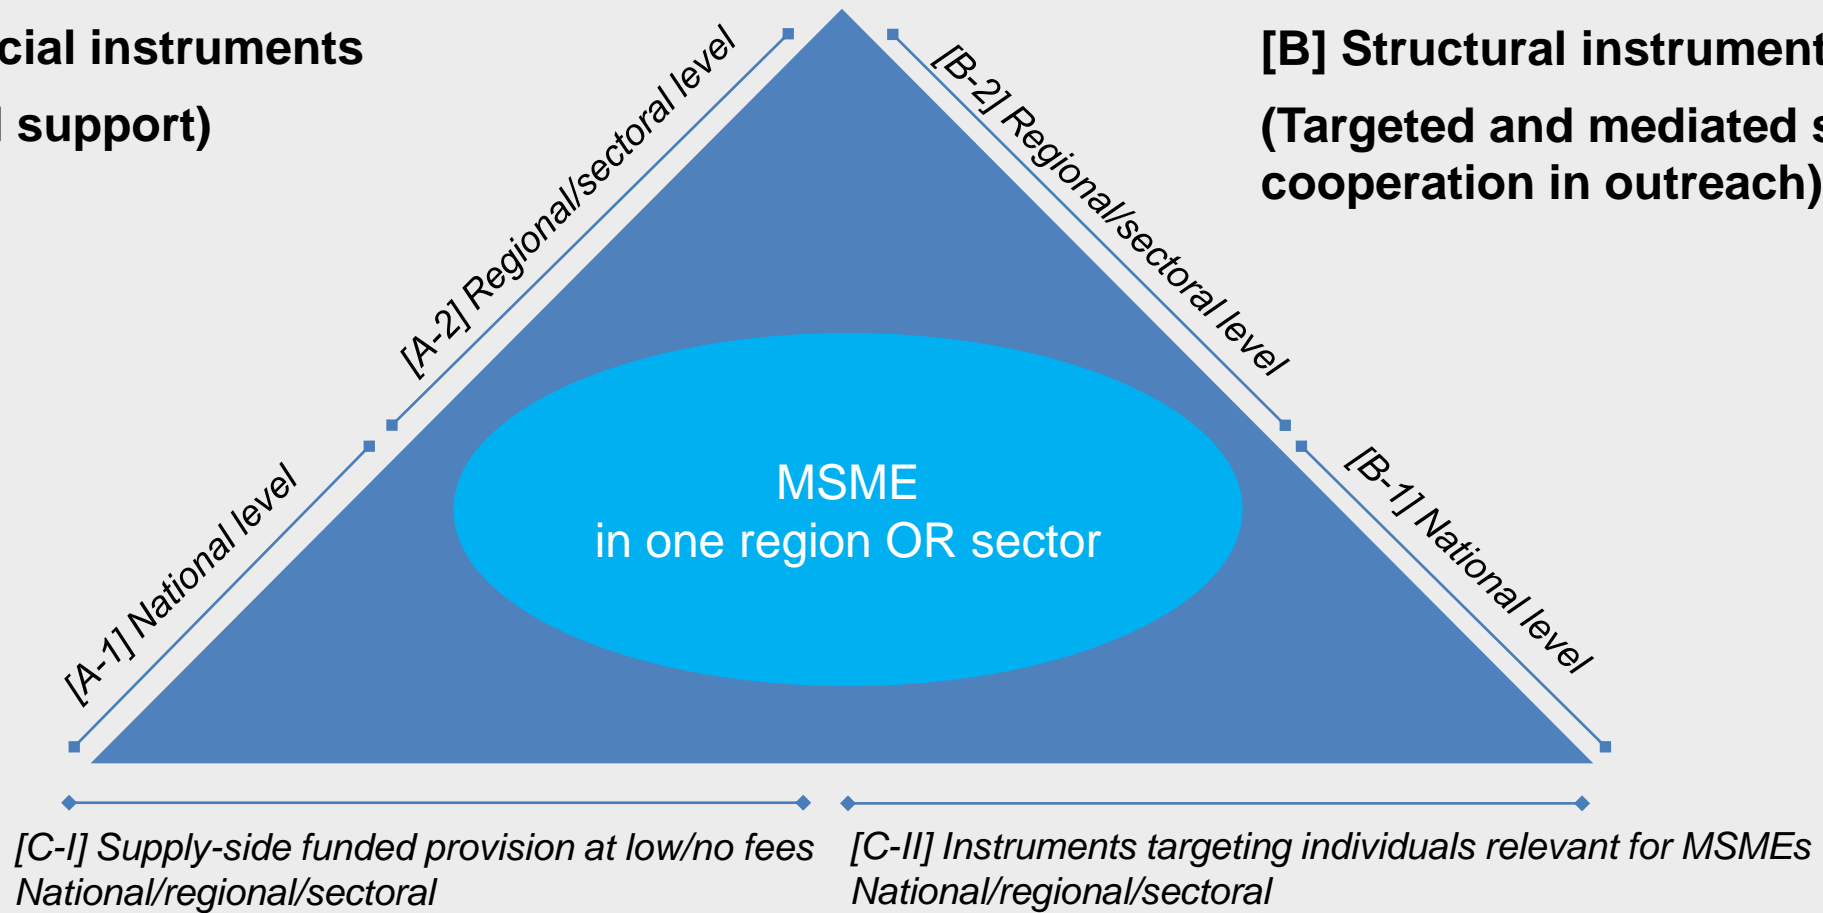 cial instruments
support)
[B] Structural instrument
(Targeted and mediated s
cooperation in outreach)
[A-2] Regional/sectoral level
[B-2] Regional/sectoral level
[A-1] National level
[B-1] National level
MSME
in one region OR sector
[C-I] Supply-side funded provision at low/no fees
National/regional/sectoral
[C-II] Instruments targeting individuals relevant for MSMEs
National/regional/sectoral